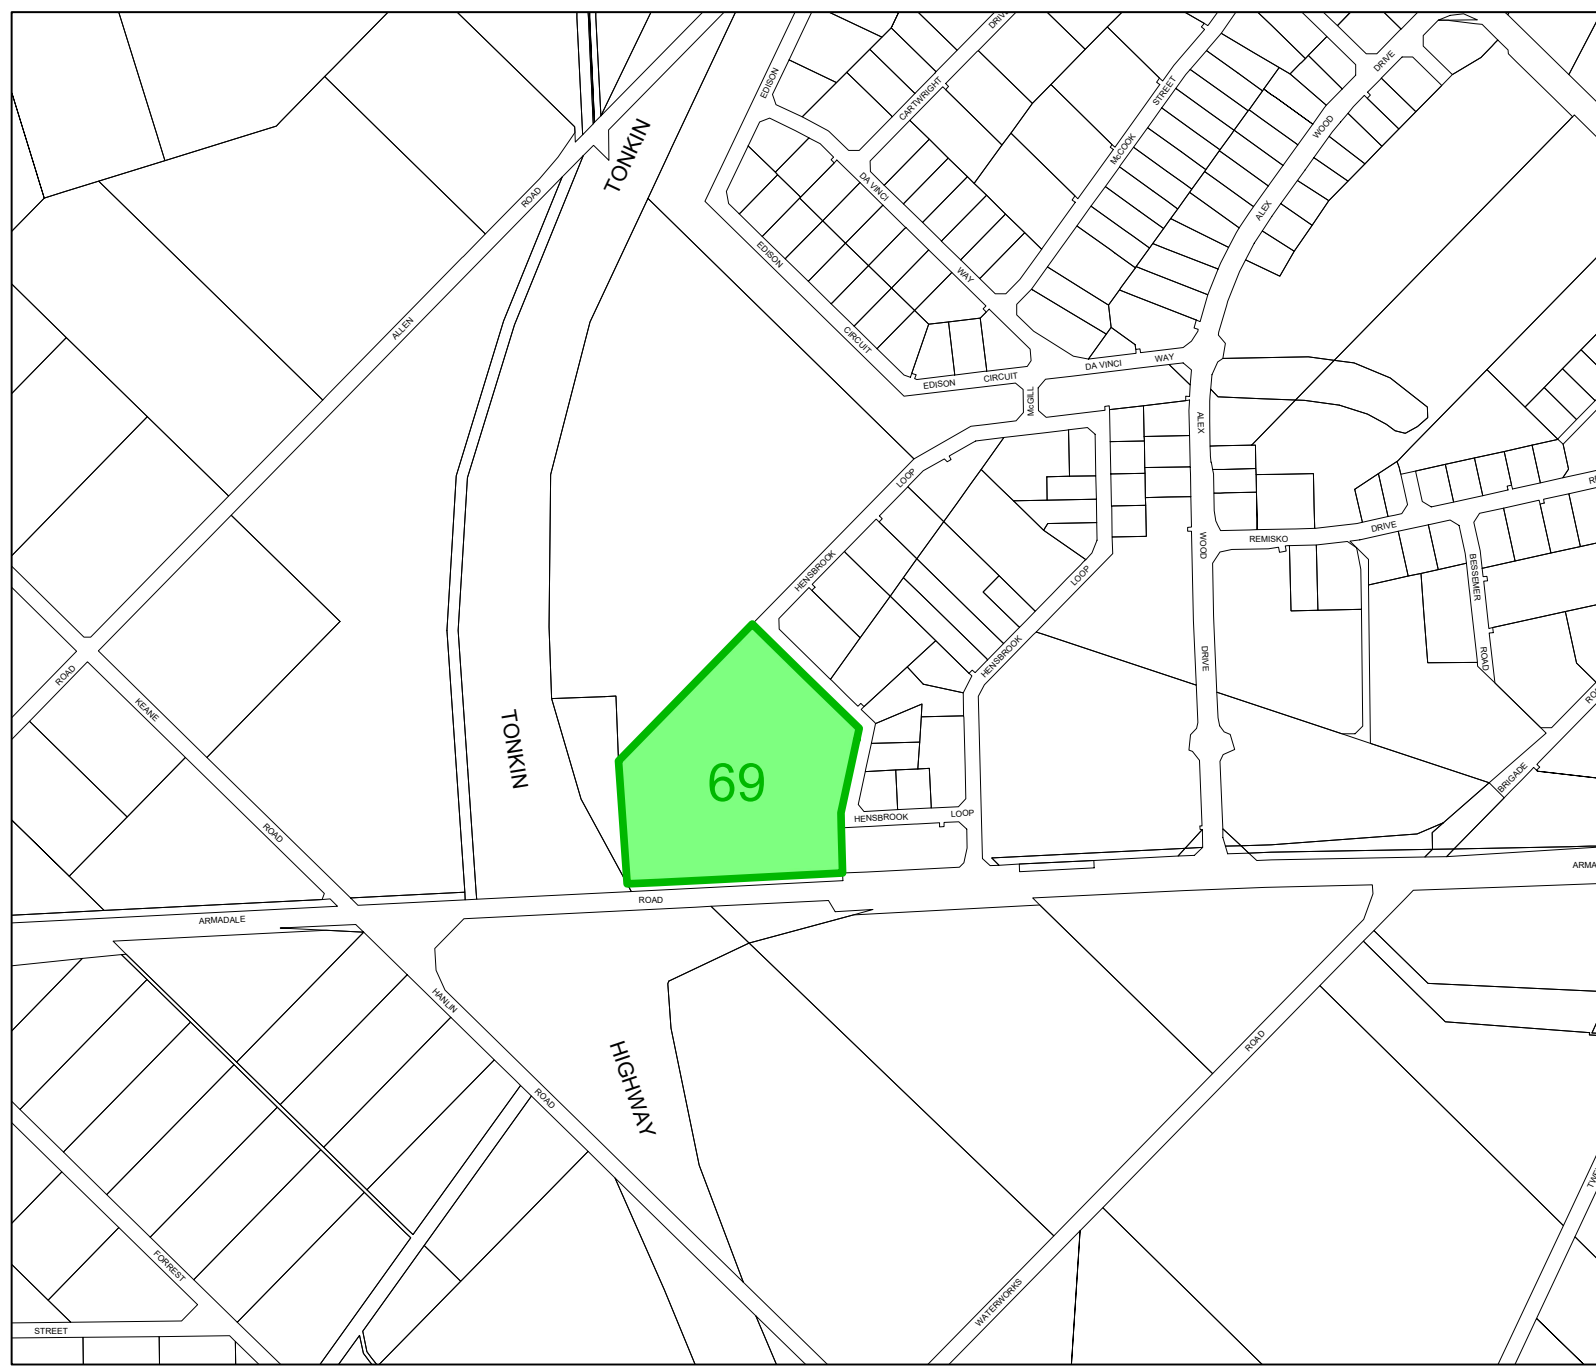 DRIVE
EDISON
CARTWRIGHT
STREET
DRIVE
WOOD
TONKIN
McCOOK
DA VINCI
ROAD
ALEX
EDISON
WAY
ALLEN
CIRCUIT
DA VINCI
WAY
EDISON
CIRCUIT
McGILL
ALEX
LOOP
DRIVE
REMISKO
WOOD
HENSBROOK
LOOP
BESSEMER
HENSBROOK
DRIVE
ROAD
ROAD
KEANE
TONKIN
69
BRIGADE
HENSBROOK
LOOP
ROAD
ROAD
ARMADALE
HANLIN
HIGHWAY
ROAD
ROAD
FORREST
WATERWORKS
STREET